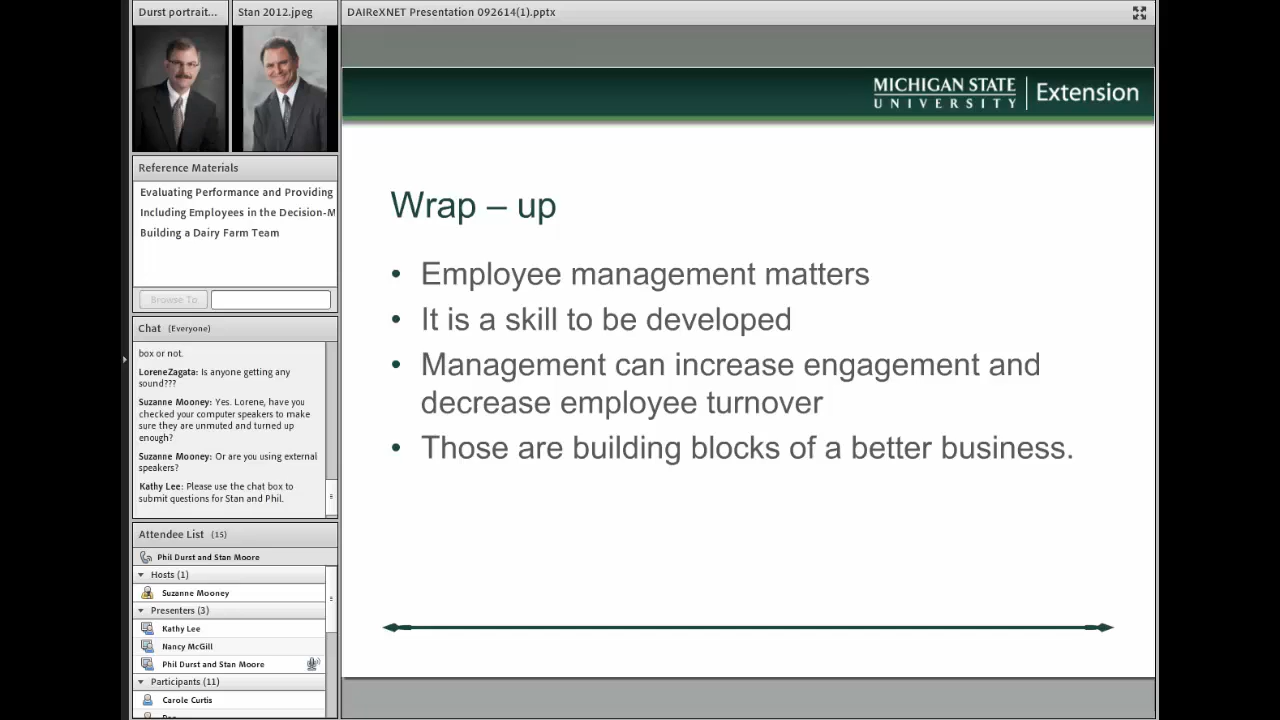 Durst portrait...
Stan 2012.jpeg
DAIReXNET Presentation 092614(1).pptx
MICHIGAN STATE
UNIVERSITY
Extension
Reference Materials
Evaluating Performance and Providing
Including Employees in the Decision-M
Building a Dairy Farm Team
Browse To
Chat (Everyone)
box or not.
LoreneZagata: Is anyone getting any
sound???
Suzanne Mooney: Yes. Lorene, have you
checked your computer speakers to make
sure they are unmuted and turned up
enough?
Suzanne Mooney: Or are you using external
speakers?
Kathy Lee: Please use the chat box to
submit questions for Stan and Phil.
Attendee List (15)
Phil Durst and Stan Moore
Hosts (1)
Suzanne Mooney
Presenters (3)
Kathy Lee
Nancy McGill
Phil Durst and Stan Moore
Participants (11)
Carole Curtis
Wrap – up
• Employee management matters
• It is a skill to be developed
• Management can increase engagement and
decrease employee turnover
• Those are building blocks of a better business.